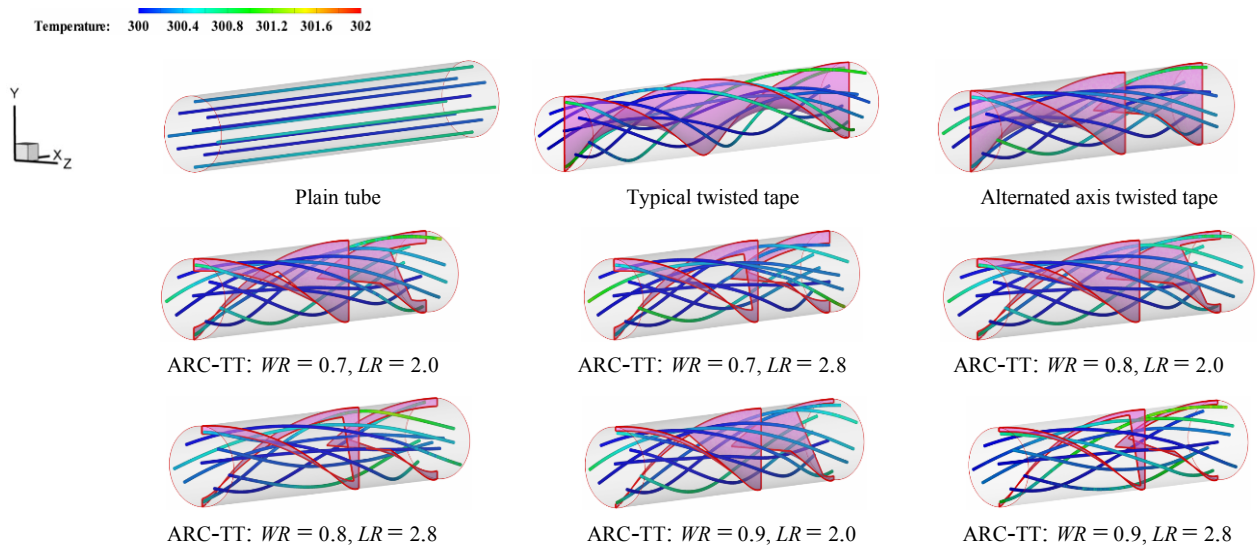 Temperature: 300 300.4 300.8 301.2 301.6 302
Y
X
Z
Plain tube
Typical twisted tape
Alternated axis twisted tape
ARC-TT: WR = 0.7, LR = 2.0
ARC-TT: WR = 0.7, LR = 2.8
ARC-TT: WR = 0.8, LR = 2.0
ARC-TT: WR = 0.8, LR = 2.8
ARC-TT: WR = 0.9, LR = 2.0
ARC-TT: WR = 0.9, LR = 2.8